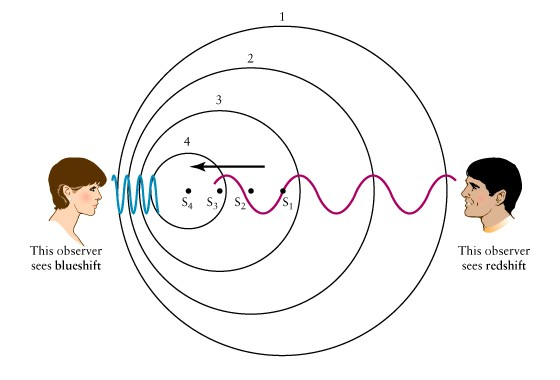 1
2
3
4
S4 S3 S2 S1
This observer
sees blueshift
This observer
sees redshift